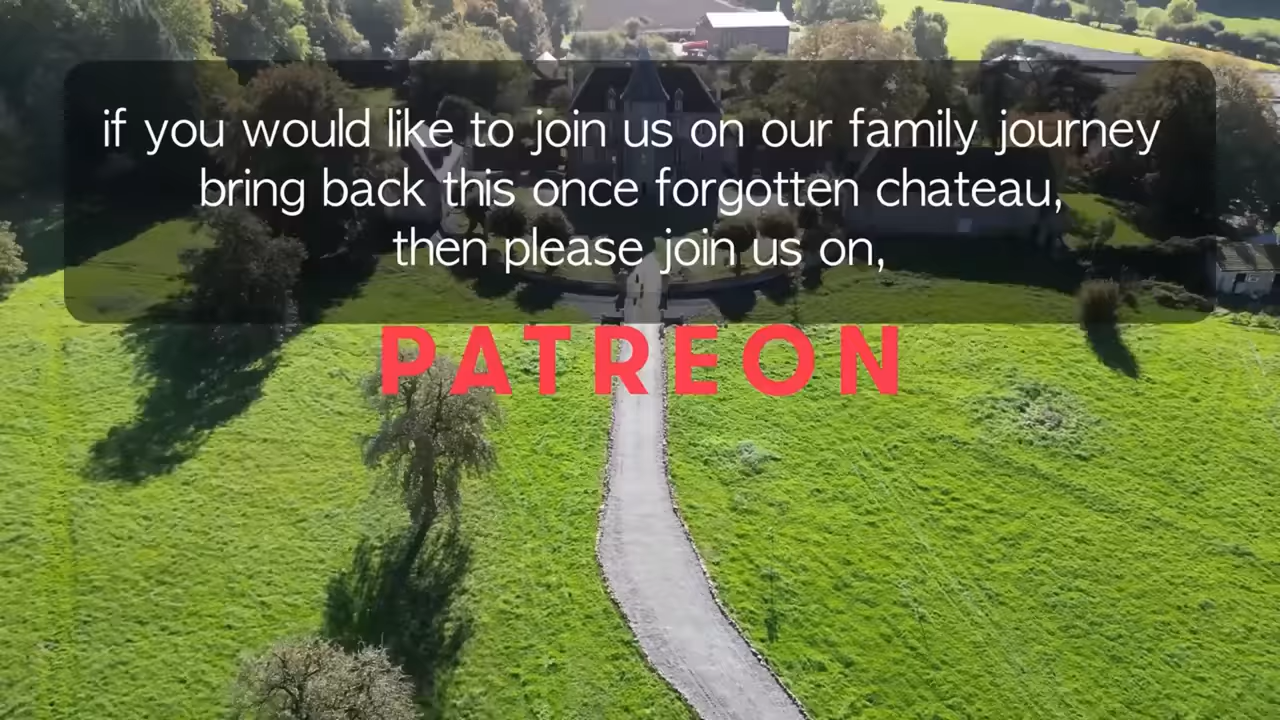 if you would like to join us on our family journey
bring back this once forgotten chateau,
then please join us on,
PATREON